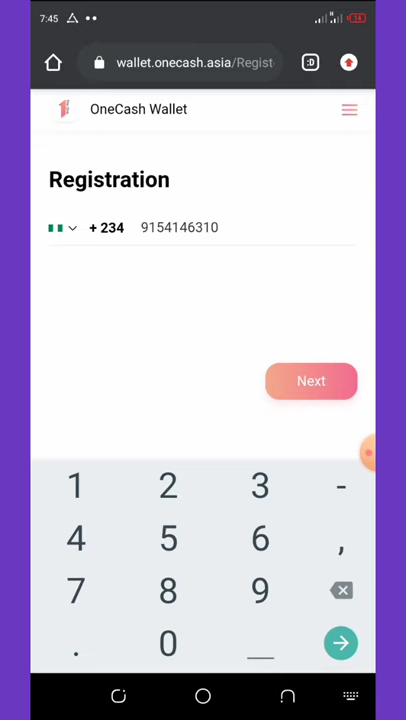 7:45
14
wallet.onecash.asia/Regist
:D
OneCash Wallet
Registration
+ 234 9154146310
Next
1 2 3 -
4 5 6 ,
7 8 9
. 0 _